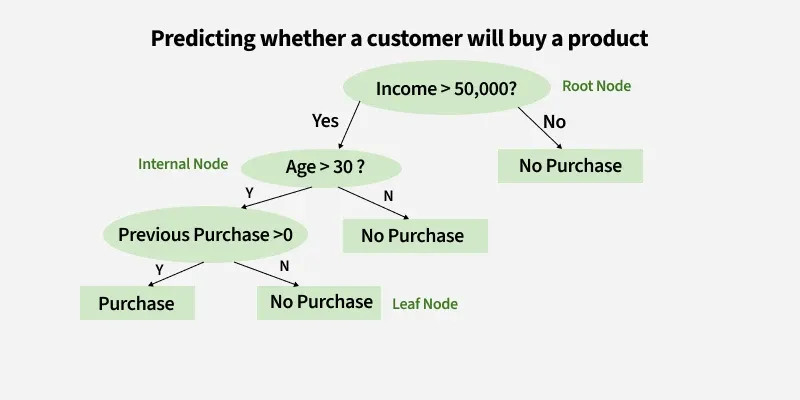 Predicting whether a customer will buy a product
Income > 50,000?
Root Node
Yes
No
Internal Node
Age > 30 ?
No Purchase
Y
N
Previous Purchase >0
No Purchase
Y
N
Purchase
No Purchase
Leaf Node